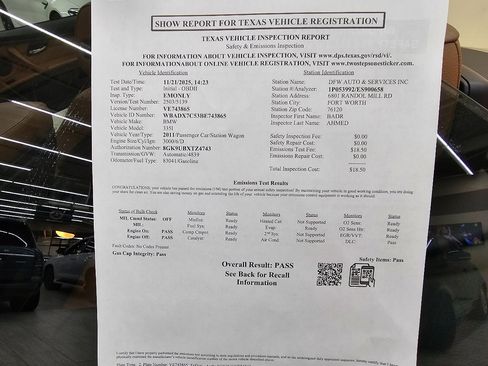 SHOW REPORT FOR TEXAS VEHICLE REGISTRATION
TEXAS VEHICLE INSPECTION REPORT
Safety & Emissions Inspection
FOR INFORMATION ABOUT VEHICLE INSPECTION, VISIT www.dps.texas.gov/rsd/vi/.
FOR INFORMATION ABOUT ONLINE VEHICLE REGISTRATION, VISIT www.twostepsonesticker.com.
Vehicle Identification
Test Date/Time: 11/21/2025, 14:23
Test and Type: Initial - OBDII
Insp. Type: EMONLY
Version/Test Number: 2503/5139
License Number VE743865
Vehicle ID Number WBADX7C53BE743865
Vehicle Make: BMW
Vehicle Model: 335I
Vehicle Year/Type: 2011/Passenger Car/Station Wagon
Engine Size/Cyl/Ign: 3000/6/D
Authorization Number: 8GK9UBXTZ4743
Transmission/GVW: Automatic/4839
Odometer/Fuel Type: 83041/Gasoline
Station Identification
Station Name: DFW AUTO & SERVICES INC
Station #/Analyzer: 1P053992/ES900658
Station Address: 6801 RANDOL MILL RD
Station City: FORT WORTH
Station Zip Code: 76120
Inspector First Name: BADR
Inspector Last Name: AHMED
Safety Inspection Fee: $0.00
Safety Repair Cost: $0.00
Emissions Test Fee: $18.50
Emissions Repair Cost: $0.00
Total Inspection Cost: $18.50
Emissions Test Results
Status of Bulb Check
MIL Cmmd Status: OFF
MIL
Engine On: PASS
Engine Off: PASS
Monitors Status
Misfire: Ready
Fuel Sys: Ready
Comp Cmpnt: Ready
Catalyst: Ready
Monitors Status
Heated Cat: Not Supported
Evap: Ready
2nd Sys: Not Supported
Air Cond: Not Supported
Monitors Status
O2 Sens: Ready
O2 Sens Htr: Ready
EGR/VVT: Ready
DLC: Pass
Fault Codes: No Codes Present
Gas Cap Integrity: Pass
Overall Result: PASS
See Back for Recall
Information
Safety Items: Pass